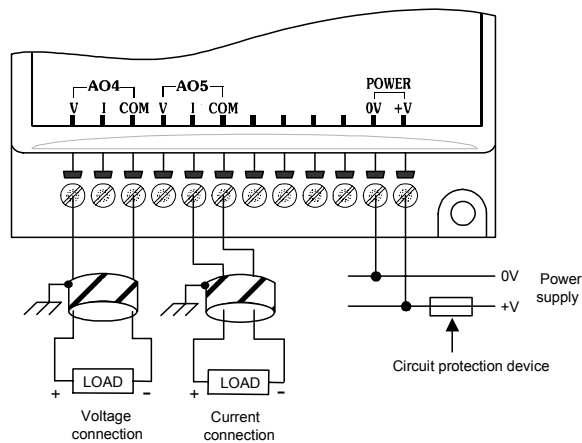 AO4 AO5 POWER
V I COM V I COM 0V +V
0V
Power
supply
+V
Circuit protection device
LOAD LOAD
+ - + -
Voltage
connection
Current
connection